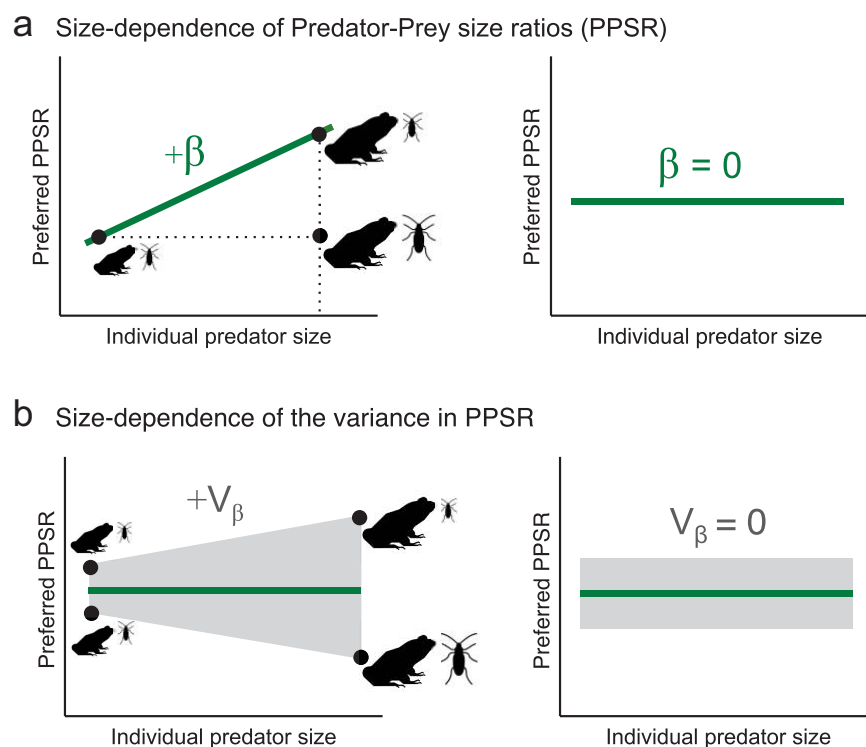 a Size-dependence of Predator-Prey size ratios (PPSR)
Preferred PPSR
+β
Individual predator size
Preferred PPSR
β = 0
Individual predator size
b Size-dependence of the variance in PPSR
Preferred PPSR
+Vβ
Individual predator size
Preferred PPSR
Vβ = 0
Individual predator size